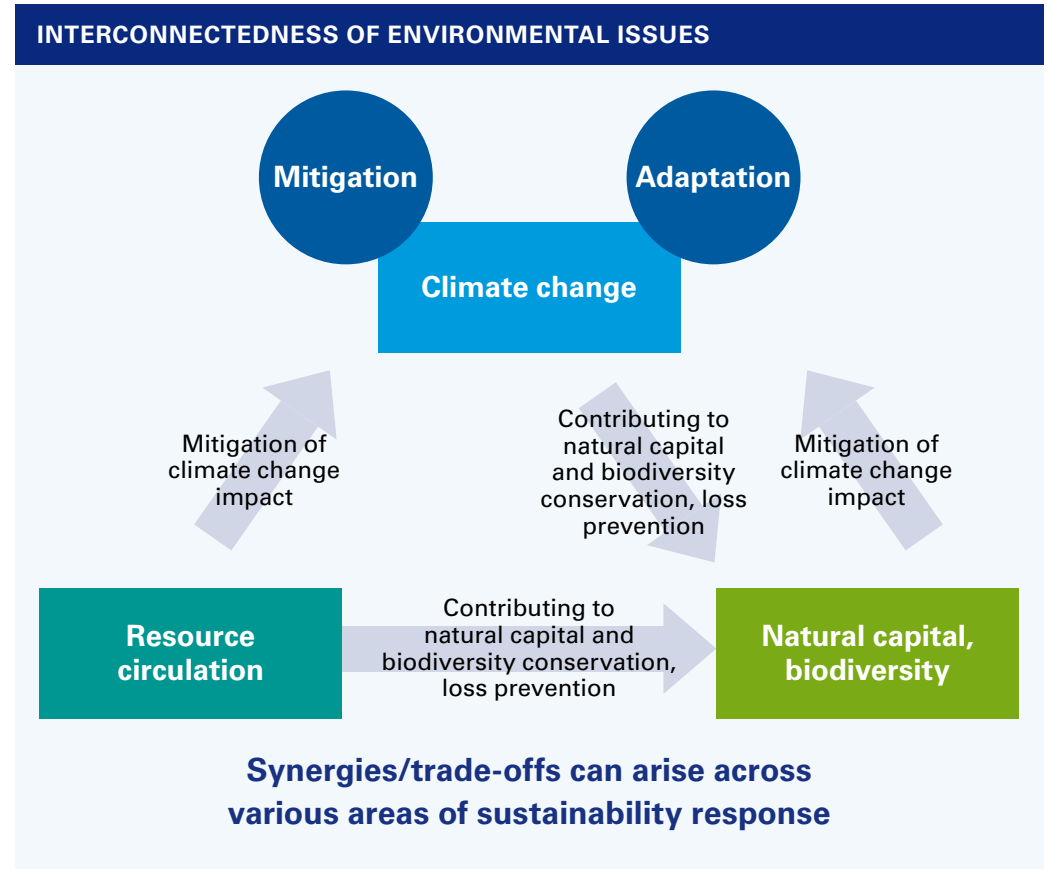 INTERCONNECTEDNESS OF ENVIRONMENTAL ISSUES
Mitigation
Adaptation
Climate change
Mitigation of
climate change
impact
Contributing to
natural capital
and biodiversity
conservation, loss
prevention
Mitigation of
climate change
impact
Resource
circulation
Contributing to
natural capital and
biodiversity conservation,
loss prevention
Natural capital,
biodiversity
Synergies/trade-offs can arise across
various areas of sustainability response